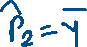 P̂₂ = Y̅